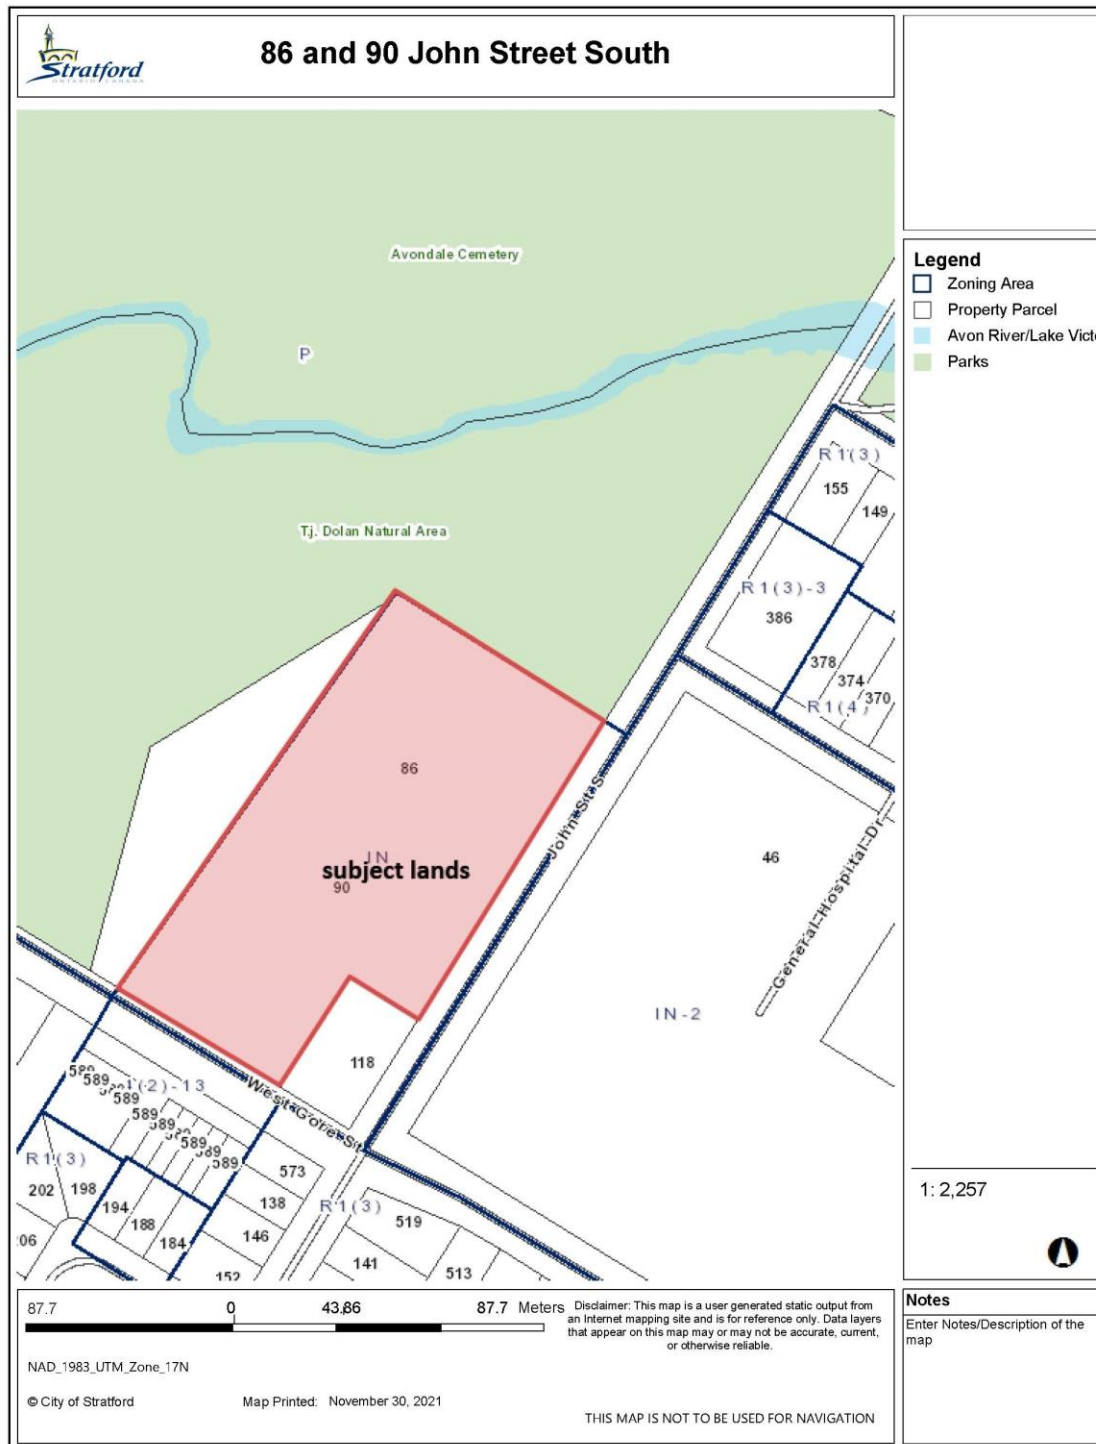 Stratford
ONTARIO CANADA
86 and 90 John Street South
Avondale Cemetery
P
T.j. Dolan Natural Area
R1(3)
155
149
R1(3)-3
386
378
374
370
R1(4)
86
John St S
IN
subject lands
90
46
General Hospital Dr
IN-2
118
West Gore St
589
589
589
589
589
589
589
(2)-13
573
R1(3)
202
198
194
188
184
138
146
152
R1(3)
519
141
513
Legend
Zoning Area
Property Parcel
Avon River/Lake Victo
Parks
1: 2,257
87.7 0 43.86 87.7 Meters
Disclaimer: This map is a user generated static output from
an Internet mapping site and is for reference only. Data layers
that appear on this map may or may not be accurate, current,
or otherwise reliable.
NAD_1983_UTM_Zone_17N
© City of Stratford
Map Printed: November 30, 2021
THIS MAP IS NOT TO BE USED FOR NAVIGATION
Notes
Enter Notes/Description of the
map